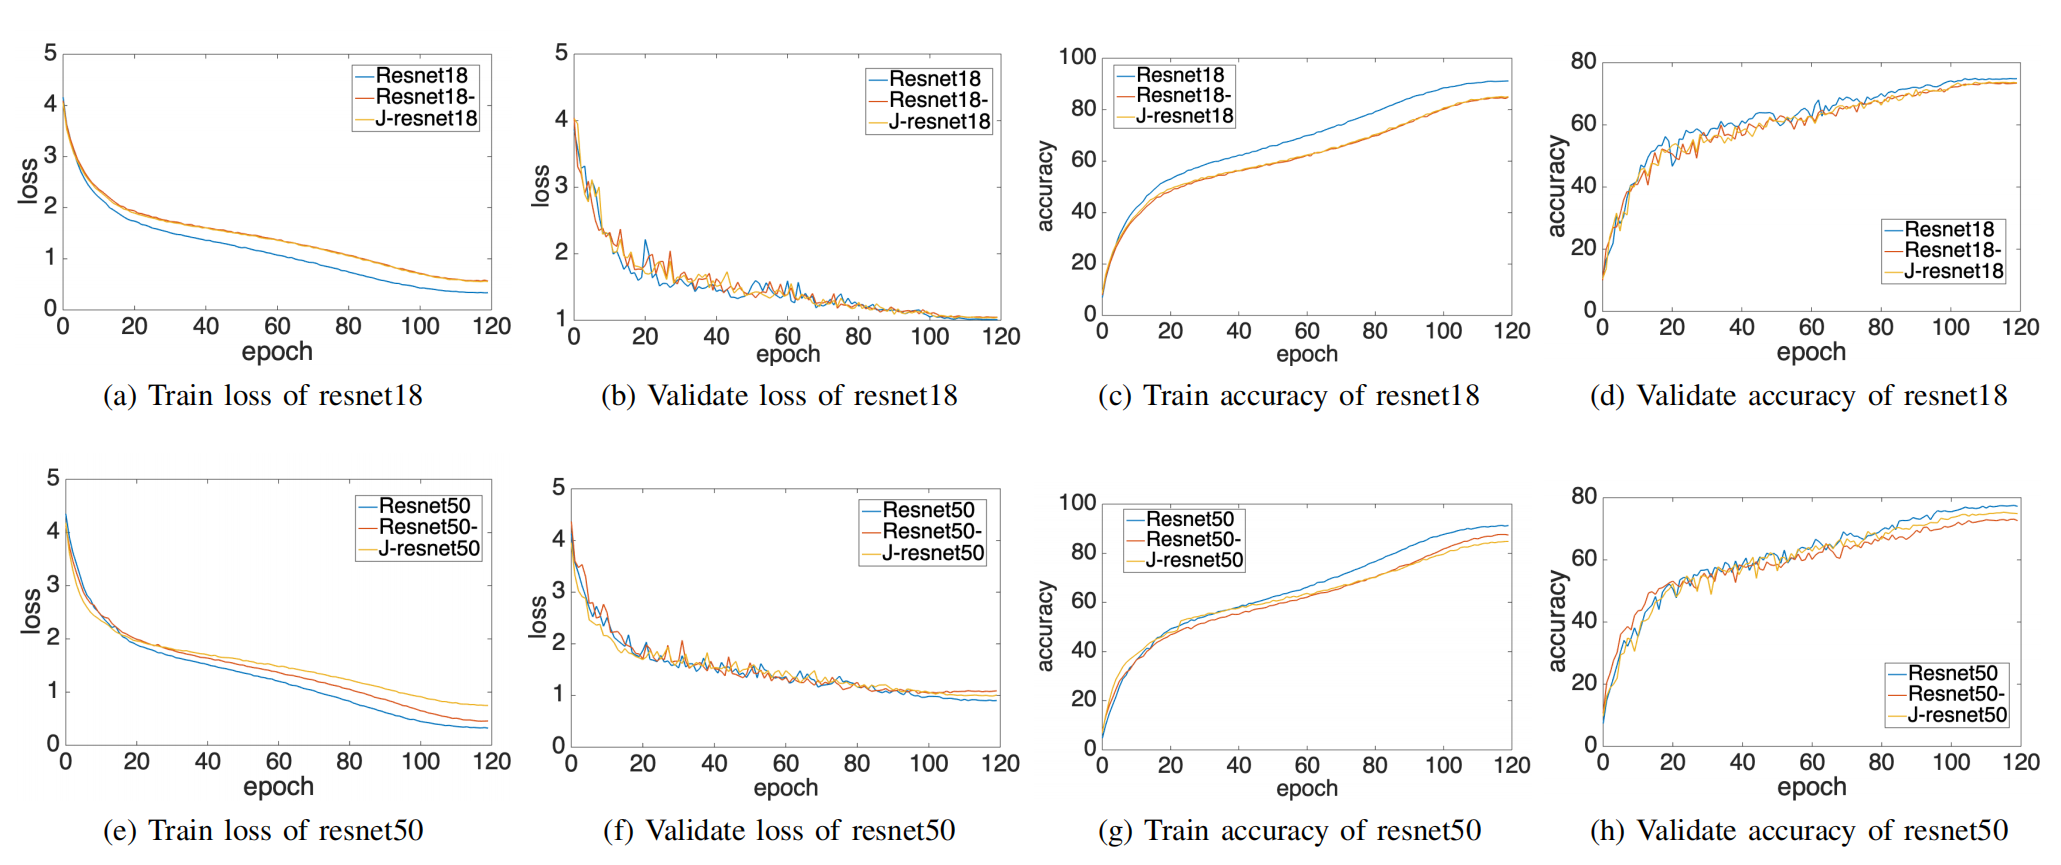 5
4
3
2
1
0
loss
0 20 40 60 80 100 120
epoch
Resnet18
Resnet18-
J-resnet18
(a) Train loss of resnet18
5
4
3
2
1
loss
0 20 40 60 80 100 120
epoch
Resnet18
Resnet18-
J-resnet18
(b) Validate loss of resnet18
100
80
60
40
20
0
accuracy
0 20 40 60 80 100 120
epoch
Resnet18
Resnet18-
J-resnet18
(c) Train accuracy of resnet18
80
60
40
20
0
accuracy
0 20 40 60 80 100 120
epoch
Resnet18
Resnet18-
J-resnet18
(d) Validate accuracy of resnet18
5
4
3
2
1
0
loss
0 20 40 60 80 100 120
epoch
Resnet50
Resnet50-
J-resnet50
(e) Train loss of resnet50
5
4
3
2
1
0
loss
0 20 40 60 80 100 120
epoch
Resnet50
Resnet50-
J-resnet50
(f) Validate loss of resnet50
100
80
60
40
20
0
accuracy
0 20 40 60 80 100 120
epoch
Resnet50
Resnet50-
J-resnet50
(g) Train accuracy of resnet50
80
60
40
20
0
accuracy
0 20 40 60 80 100 120
epoch
Resnet50
Resnet50-
J-resnet50
(h) Validate accuracy of resnet50